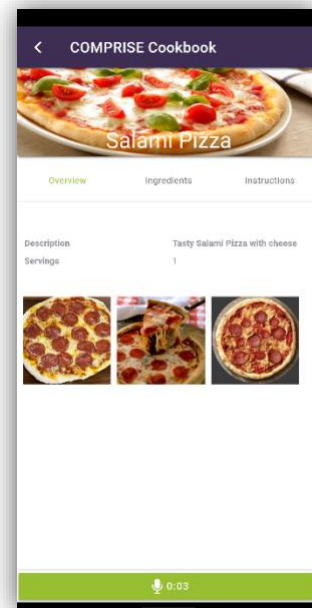 COMPRISE Cookbook
Salami Pizza
Overview Ingredients Instructions
Description Tasty Salami Pizza with cheese
Servings 1
0:03